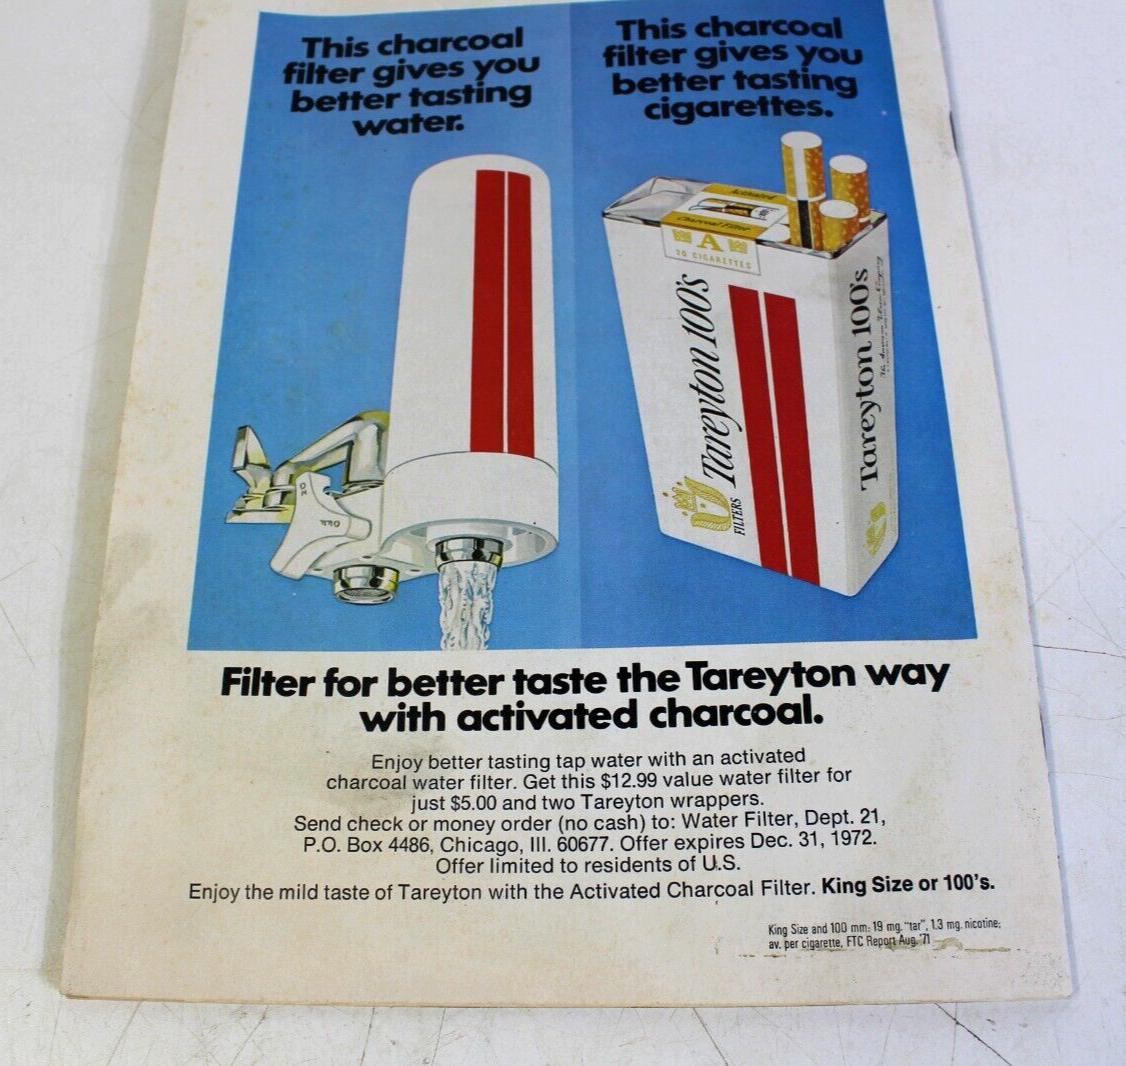 This charcoal
filter gives you
better tasting
water.
This charcoal
filter gives you
better tasting
cigarettes.
Activated
Charcoal Filter
A
20 CIGARETTES
Tareyton 100's
FILTERS
Tareyton 100's
ON
OFF
Filter for better taste the Tareyton way
with activated charcoal.
Enjoy better tasting tap water with an activated
charcoal water filter. Get this $12.99 value water filter for
just $5.00 and two Tareyton wrappers.
Send check or money order (no cash) to: Water Filter, Dept. 21,
P.O. Box 4486, Chicago, Ill. 60677. Offer expires Dec. 31, 1972.
Offer limited to residents of U.S.
Enjoy the mild taste of Tareyton with the Activated Charcoal Filter. King Size or 100's.
King Size and 100 mm: 19 mg. "tar", 1.3 mg. nicotine;
av. per cigarette, FTC Report Aug. '71